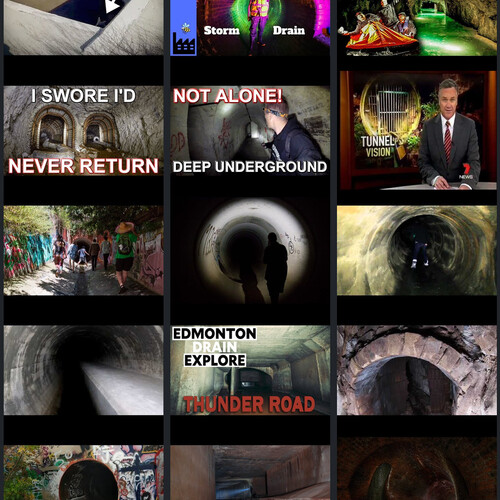 Storm Drain
I SWORE I'D
NEVER RETURN
NOT ALONE!
DEEP UNDERGROUND
TUNNEL
VISION
7
NEWS
EDMONTON
DRAIN
EXPLORE
THUNDER ROAD